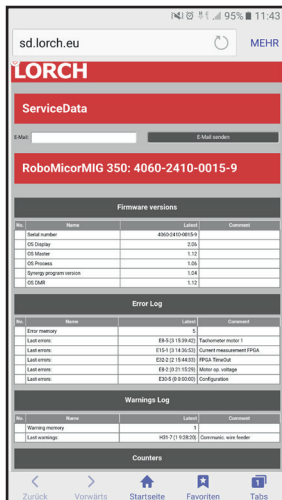 95% 11:43
sd.lorch.eu MEHR
LORCH
ServiceData
E-Mail: E-Mail senden
RoboMicorMIG 350: 4060-2410-0015-9
Firmware versions
No. Name Latest Comment
Serial number 4060-2410-0015-9
OS Display 2.06
OS Master 1.12
OS Process 1.06
Synergy program version 1.04
OS DMR 1.12
Error Log
No. Name Latest Comment
Error memory 5
Last errors: E8-5 (3 15:39:42) Tachometer motor 1
Last errors: E15-1 (3 14:36:53) Current measurement FPGA
Last errors: E32-2 (2 15:44:33) FPGA TimeOut
Last errors: E8-2 (0 21:15:29) Motor op. voltage
Last errors: E30-5 (0 0:00:00) Configuration
Warnings Log
No. Name Latest Comment
Warning memory 1
Last warnings: H31-7 (1 9:28:20) Communic. wire feeder
Counters
Zurück Vorwärts Startseite Favoriten 1 Tabs